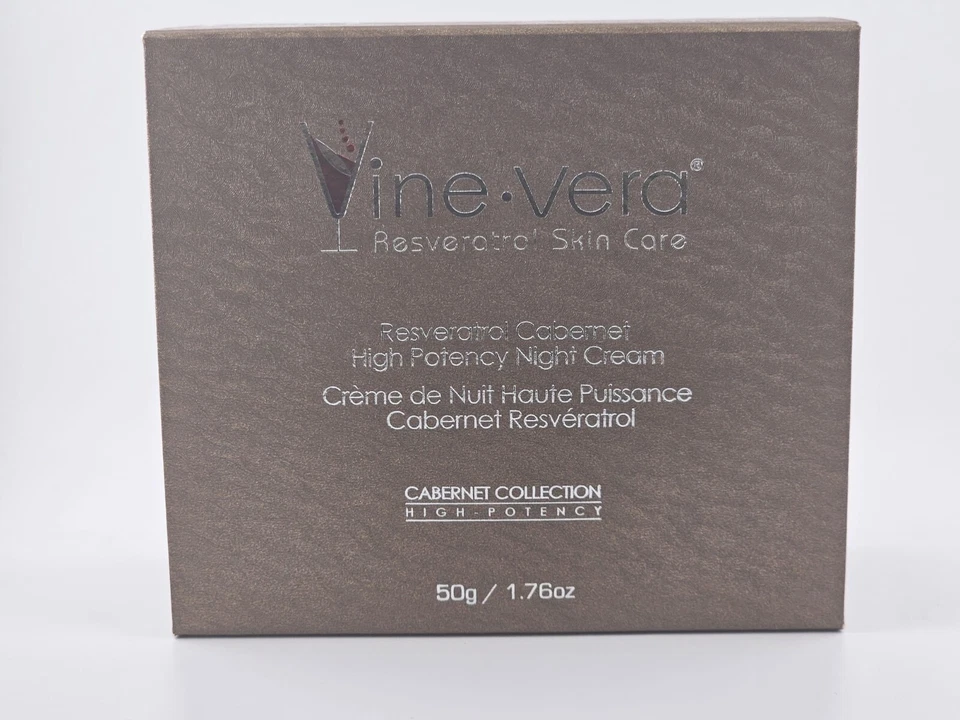 Vine·vera®
Resveratrol Skin Care
Resveratrol Cabernet
High Potency Night Cream
Crème de Nuit Haute Puissance
Cabernet Resvératrol
CABERNET COLLECTION
HIGH-POTENCY
50g / 1.76oz